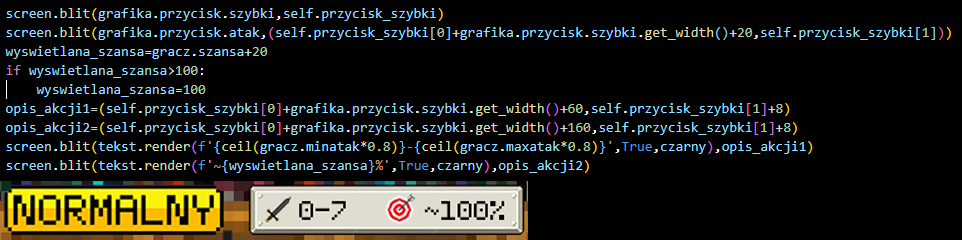 screen.blit(grafika.przycisk.szybki,self.przycisk_szybki)
screen.blit(grafika.przycisk.atak,(self.przycisk_szybki[0]+grafika.przycisk.szybki.get_width()+20,self.przycisk_szybki[1]))
wyswietlana_szansa=gracz.szansa+20
if wyswietlana_szansa>100:
    wyswietlana_szansa=100
opis_akcji1=(self.przycisk_szybki[0]+grafika.przycisk.szybki.get_width()+60,self.przycisk_szybki[1]+8)
opis_akcji2=(self.przycisk_szybki[0]+grafika.przycisk.szybki.get_width()+160,self.przycisk_szybki[1]+8)
screen.blit(tekst.render(f'{ceil(gracz.minatak*0.8)}-{ceil(gracz.maxatak*0.8)}',True,czarny),opis_akcji1)
screen.blit(tekst.render(f'~{wyswietlana_szansa}%',True,czarny),opis_akcji2)
NORMALNY 0-7 ~100%